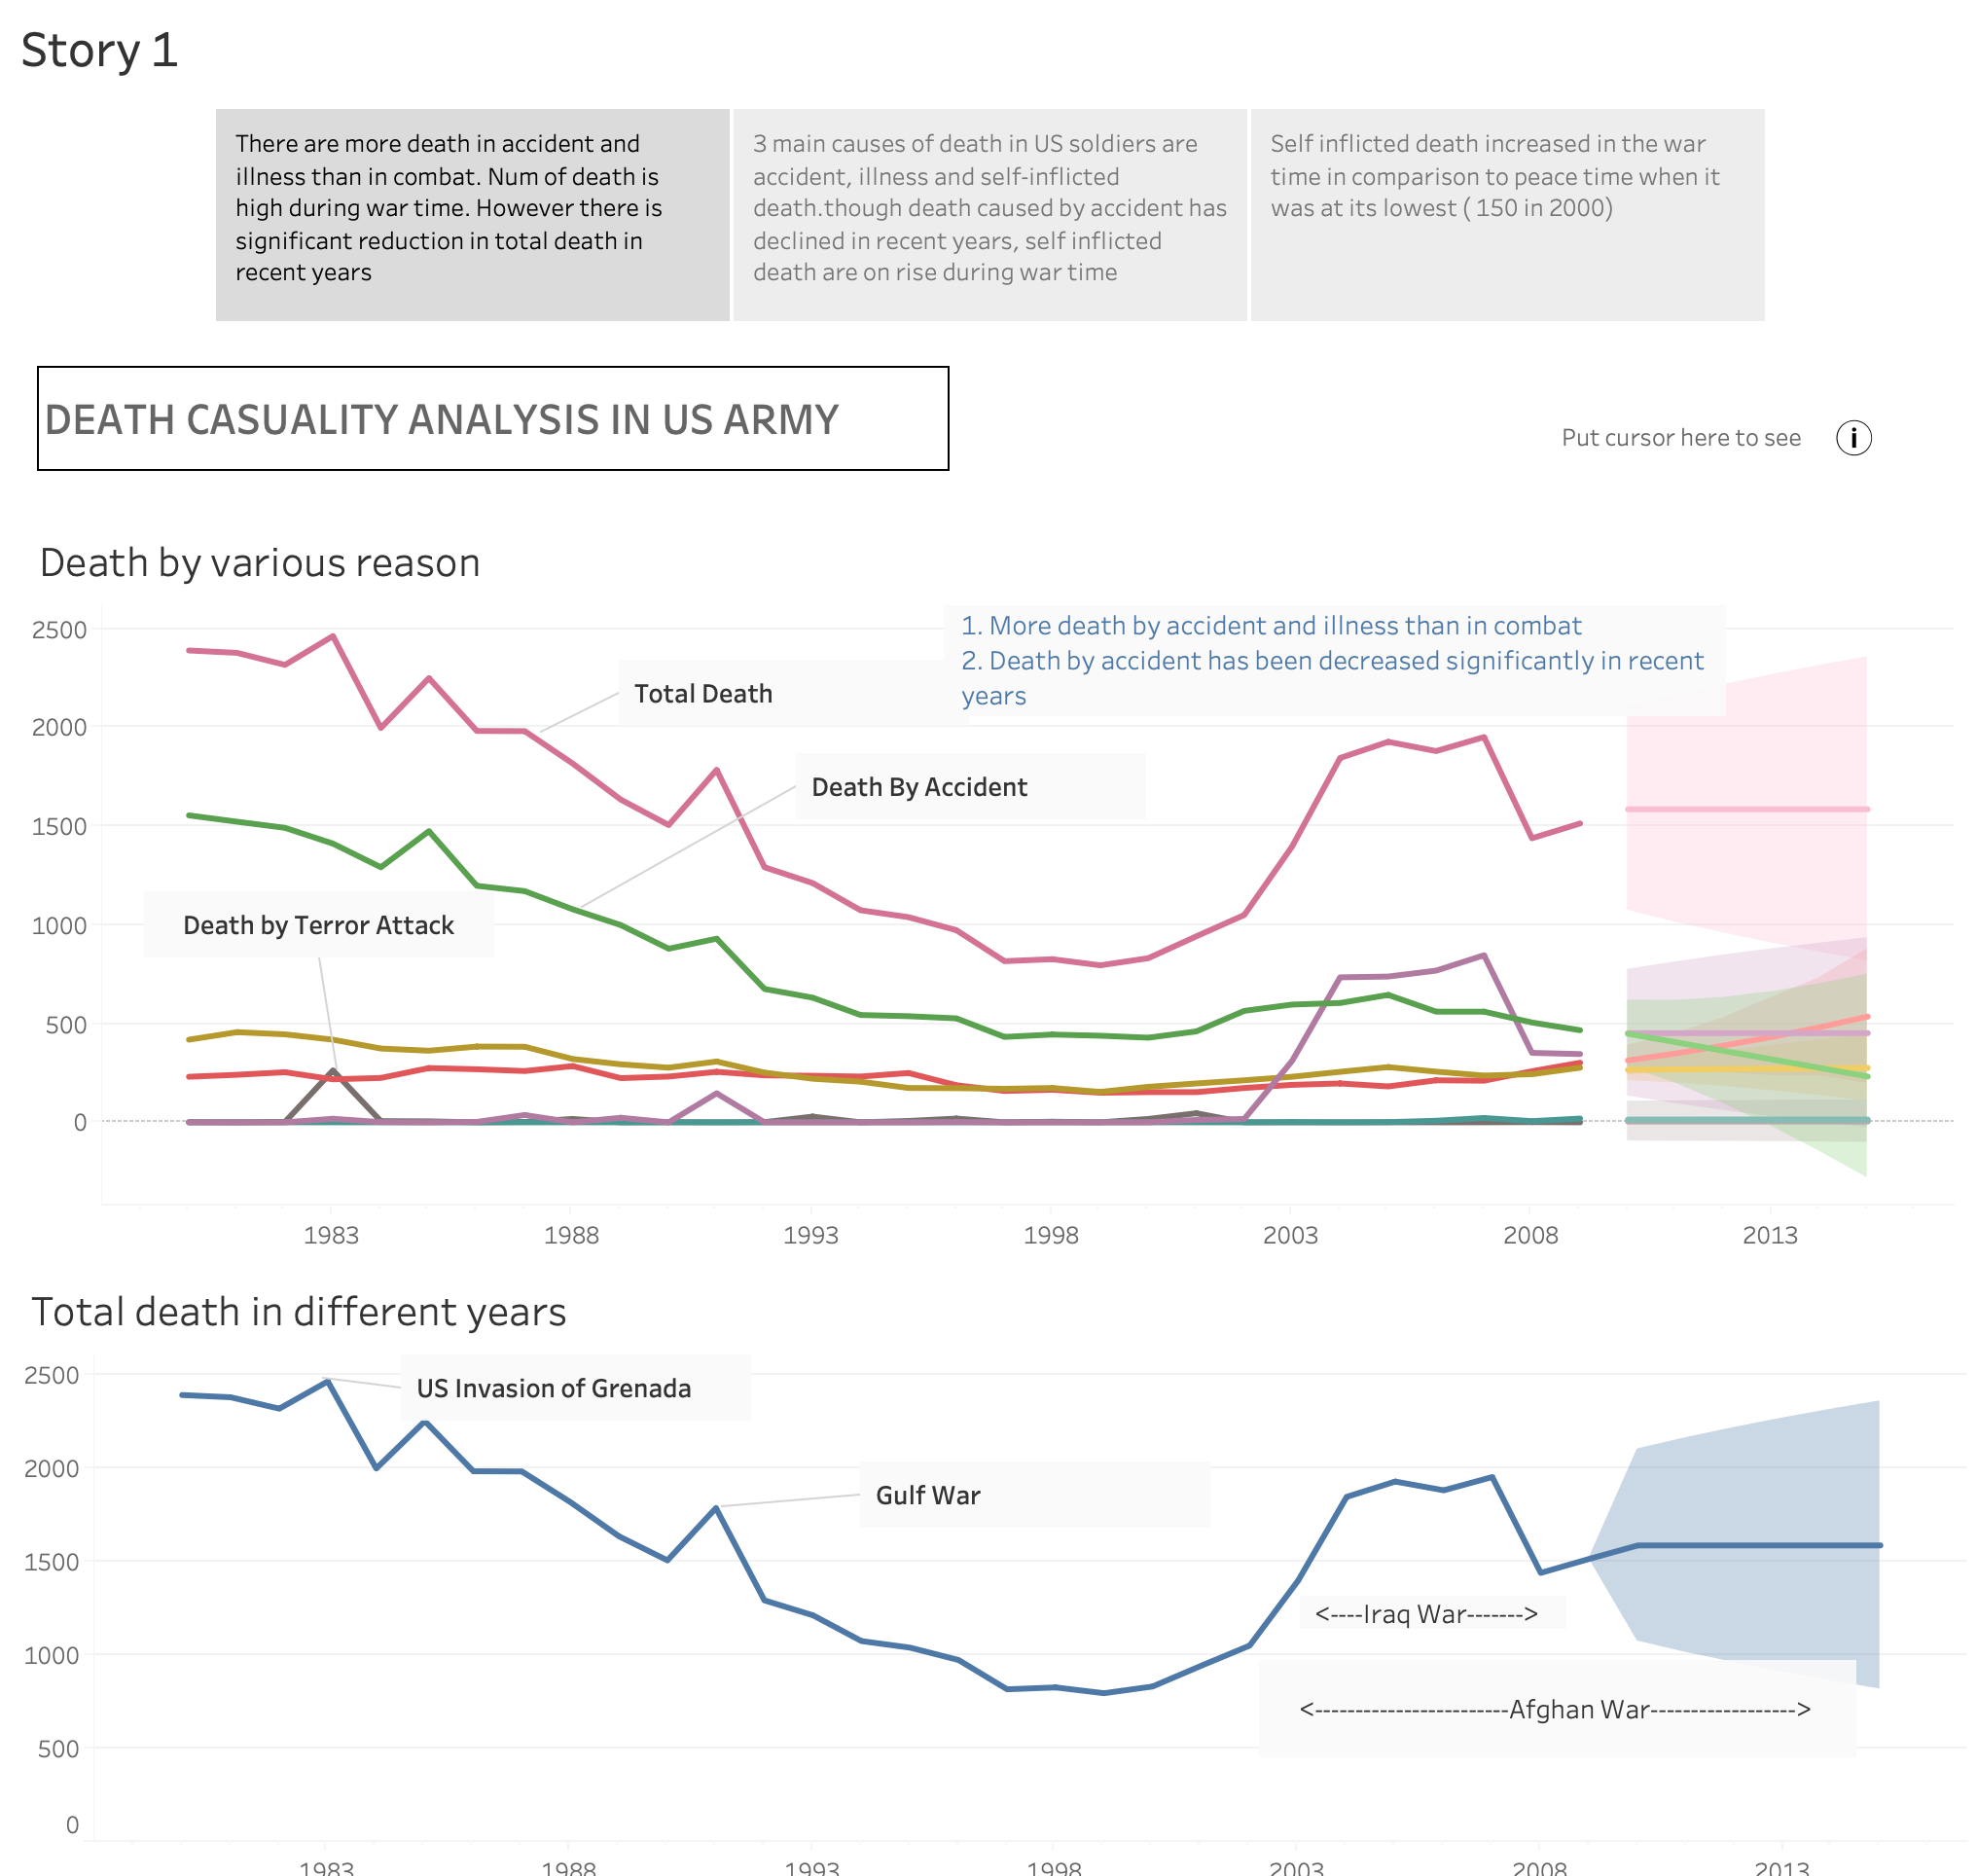 Story 1
There are more death in accident and
illness than in combat. Num of death is
high during war time. However there is
significant reduction in total death in
recent years
3 main causes of death in US soldiers are
accident, illness and self-inflicted
death.though death caused by accident has
declined in recent years, self inflicted
death are on rise during war time
Self inflicted death increased in the war
time in comparison to peace time when it
was at its lowest ( 150 in 2000)
DEATH CASUALITY ANALYSIS IN US ARMY
Put cursor here to see
i
Death by various reason
1. More death by accident and illness than in combat
2. Death by accident has been decreased significantly in recent
years
Total Death
Death By Accident
Death by Terror Attack
2500
2000
1500
1000
500
0
1983 1988 1993 1998 2003 2008 2013
Total death in different years
US Invasion of Grenada
Gulf War
<----Iraq War------->
<------------------------Afghan War------------------>
2500
2000
1500
1000
500
0
1983 1988 1993 1998 2003 2008 2013